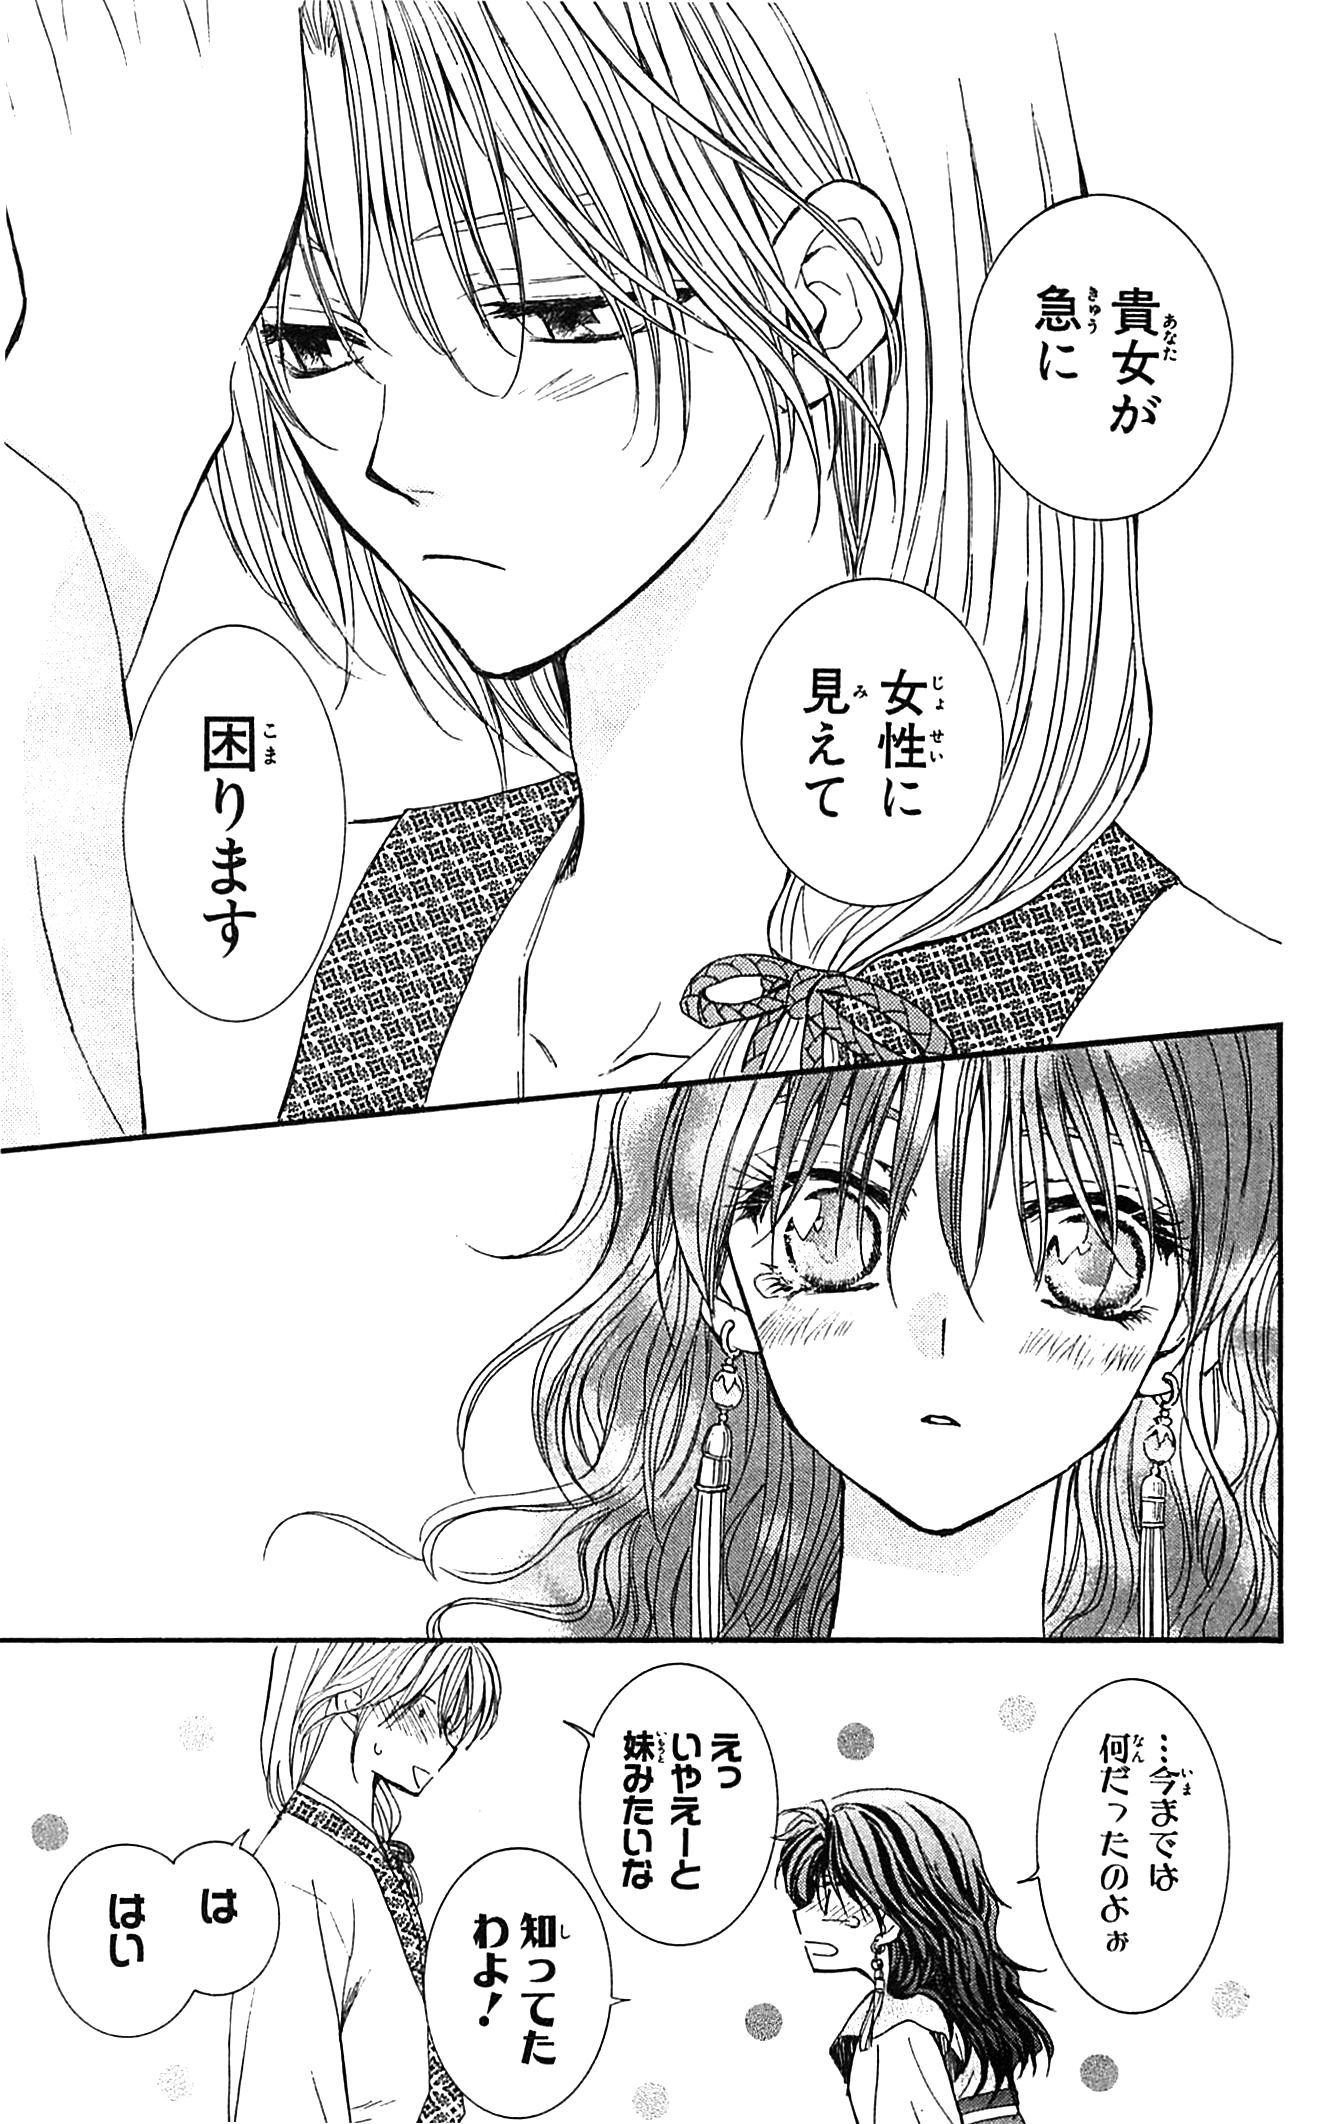 貴女が
急に
女性に
見えて
困ります
…今までは
何だったのよぉ
えっ
いやえーと
妹みたいな
知ってた
わよ!
は
はい